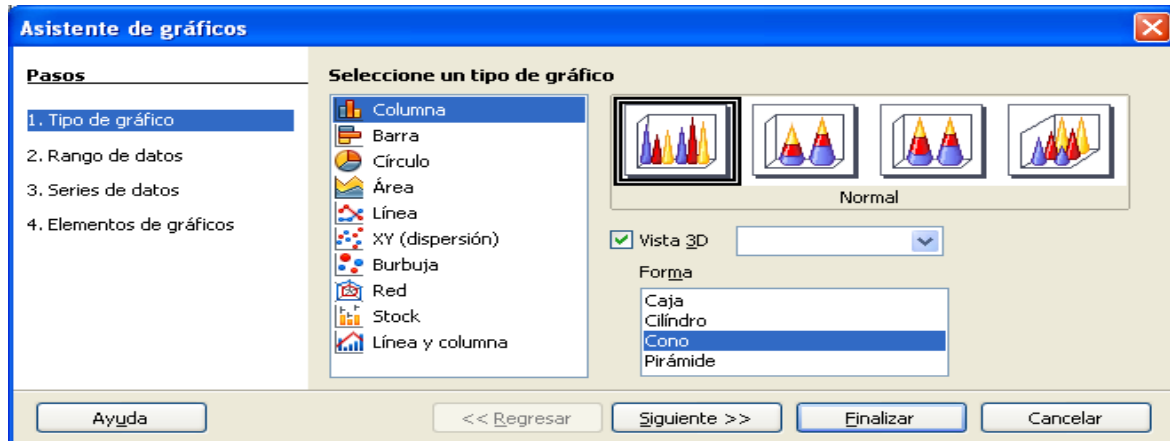 Asistente de gráficos
Pasos
1. Tipo de gráfico
2. Rango de datos
3. Series de datos
4. Elementos de gráficos
Seleccione un tipo de gráfico
Columna
Barra
Círculo
Área
Línea
XY (dispersión)
Burbuja
Red
Stock
Línea y columna
Normal
Vista 3D
Forma
Caja
Cilíndro
Cono
Pirámide
Ayuda
<< Regresar
Siguiente >>
Finalizar
Cancelar